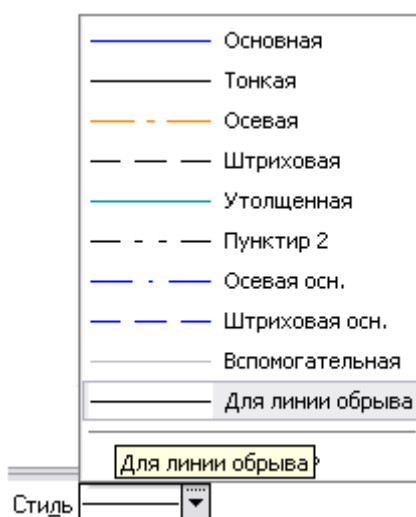 Основная
Тонкая
Осевая
Штриховая
Утолщенная
Пунктир 2
Осевая осн.
Штриховая осн.
Вспомогательная
Для линии обрыва
Для линии обрыва
Стиль